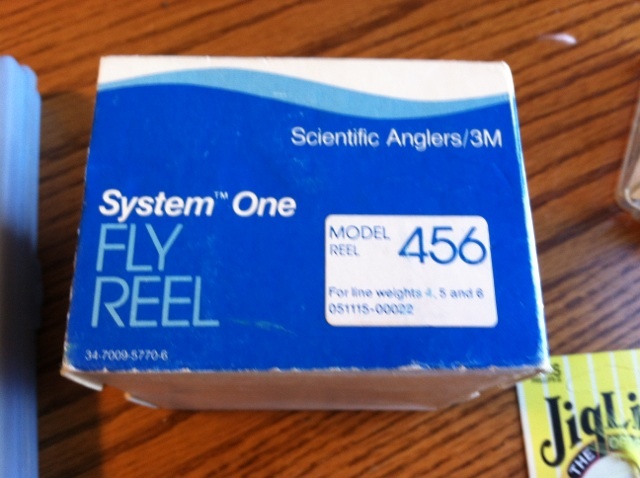 Scientific Anglers/3M
System™ One
FLY
REEL
MODEL 456
REEL
For line weights 4, 5 and 6
051115-00022
34-7009-5770-6
THE